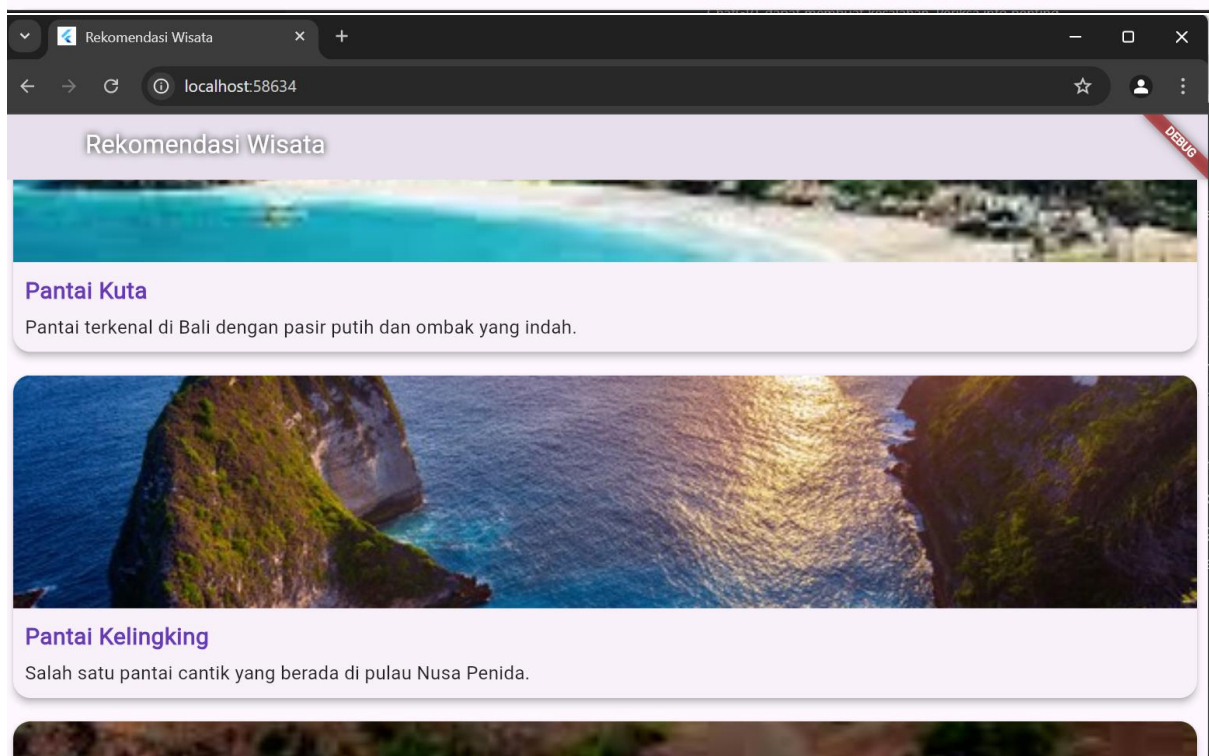 Rekomendasi Wisata
localhost:58634
Rekomendasi Wisata
DEBUG
Pantai Kuta
Pantai terkenal di Bali dengan pasir putih dan ombak yang indah.
Pantai Kelingking
Salah satu pantai cantik yang berada di pulau Nusa Penida.